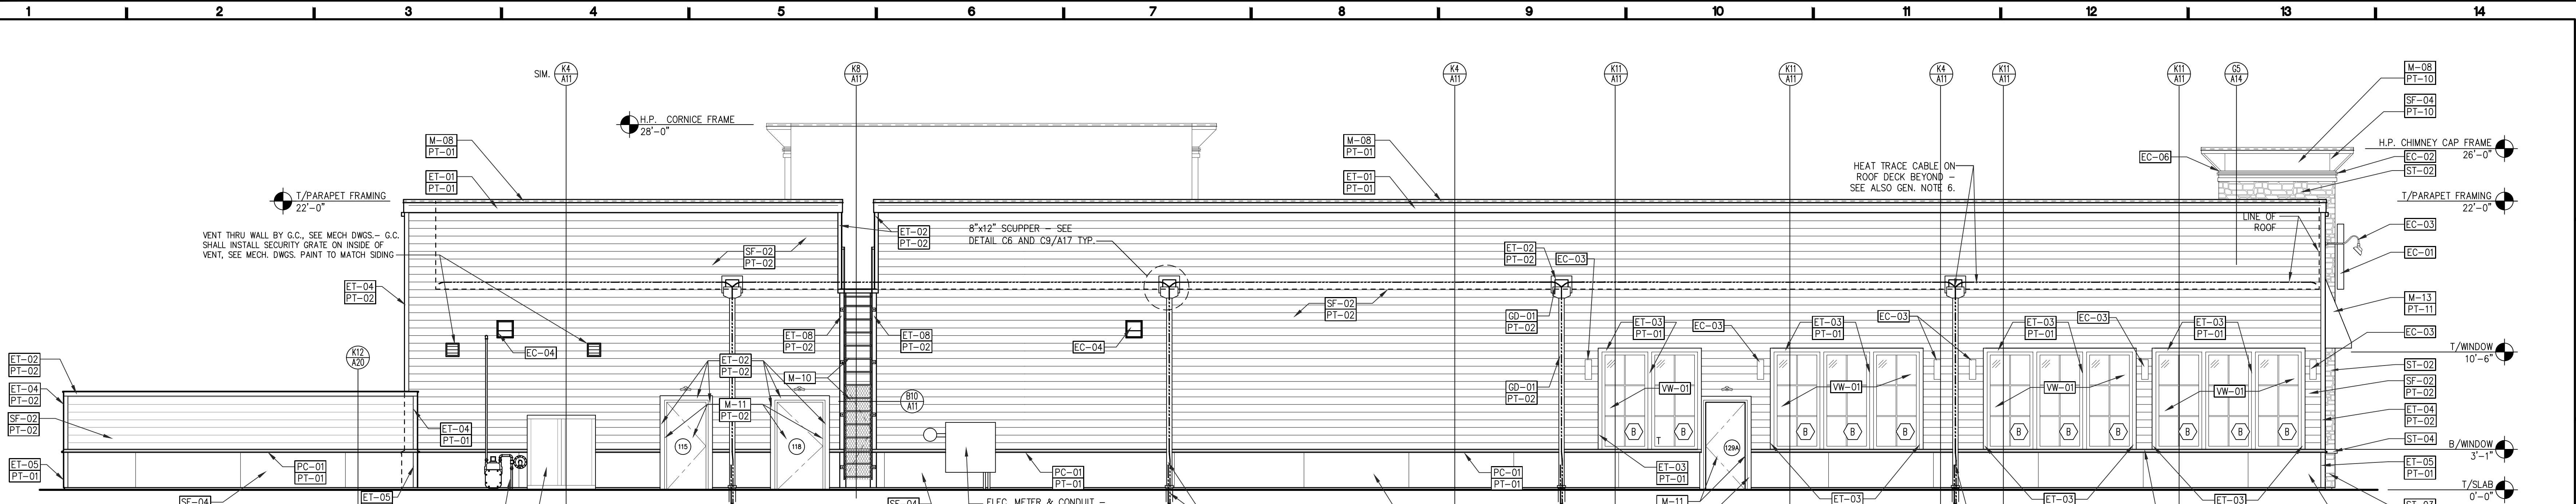 1 2 3 4 5 6 7 8 9 10 11 12 13 14
SIM.
K4
A11
K8
A11
K4
A11
K11
A11
K11
A11
K4
A11
K11
A11
K11
A11
G5
A14
M-08
PT-10
SF-04
PT-10
H.P. CORNICE FRAME
28'-0"
M-08
PT-01
M-08
PT-01
H.P. CHIMNEY CAP FRAME
26'-0"
EC-06
EC-02
ST-02
HEAT TRACE CABLE ON
ROOF DECK BEYOND -
SEE ALSO GEN. NOTE 6.
ET-01
PT-01
ET-01
PT-01
T/PARAPET FRAMING
22'-0"
T/PARAPET FRAMING
22'-0"
LINE OF
ROOF
EC-03
VENT THRU WALL BY G.C., SEE MECH DWGS.- G.C.
SHALL INSTALL SECURITY GRATE ON INSIDE OF
VENT, SEE MECH. DWGS. PAINT TO MATCH SIDING
ET-02
PT-02
8"x12" SCUPPER - SEE
DETAIL C6 AND C9/A17 TYP.
SF-02
PT-02
ET-02
PT-02
EC-03
EC-01
ET-04
PT-02
SF-02
PT-02
M-13
PT-11
GD-01
PT-02
ET-03
PT-01
EC-03
ET-03
PT-01
EC-03
ET-03
PT-01
EC-03
ET-03
PT-01
EC-03
ET-08
PT-02
ET-08
PT-02
EC-04
EC-04
K12
A20
T/WINDOW
10'-6"
ET-02
PT-02
ET-02
PT-02
ST-02
M-10
ET-04
PT-02
GD-01
PT-02
VW-01
VW-01
VW-01
VW-01
SF-02
PT-02
B10
A11
M-11
PT-02
SF-02
PT-02
ET-04
PT-02
ET-04
PT-01
ST-04
115
118
B
T
B
129A
B
B
B
B
B
B
B
B
B
B/WINDOW
3'-1"
ET-05
PT-01
PC-01
PT-01
PC-01
PT-01
PC-01
PT-01
ET-03
PT-01
ET-05
PT-01
T/SLAB
0'-0"
SF-04
ET-05
SF-04
ELEC. METER & CONDUIT -
M-11
ET-03
ET-03
ET-03
ST-03